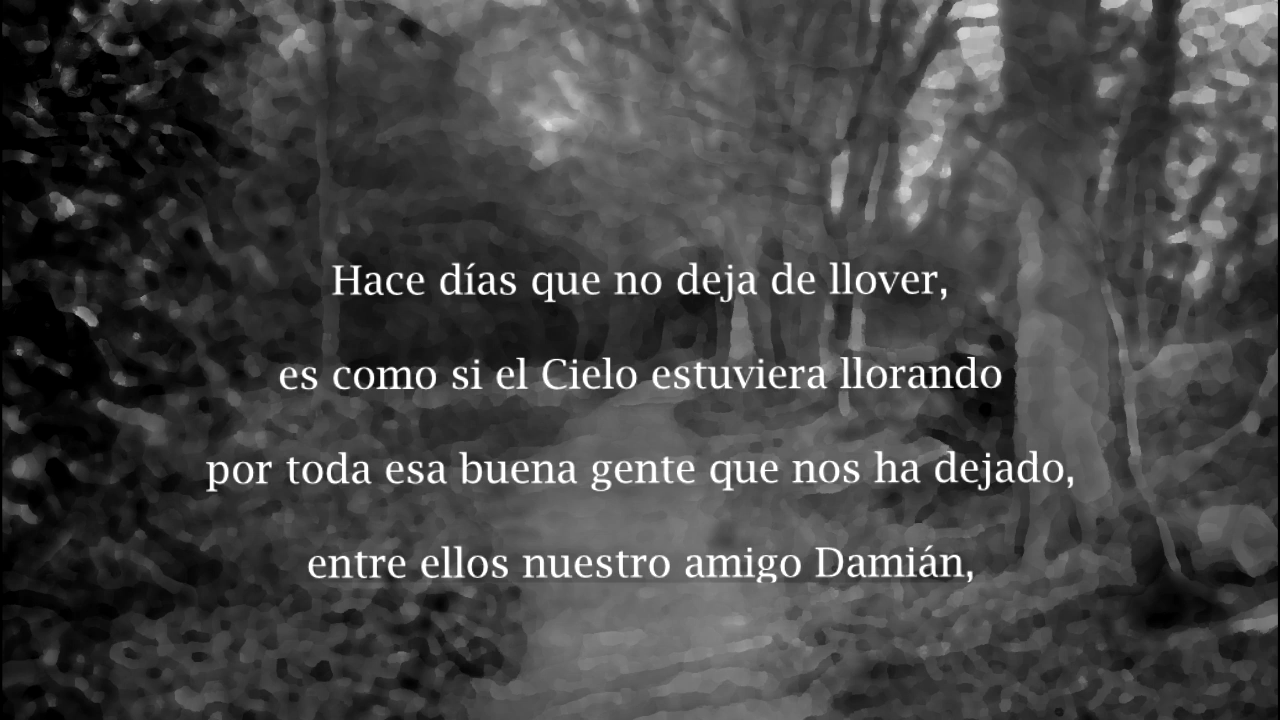 Hace días que no deja de llover,
es como si el Cielo estuviera llorando
por toda esa buena gente que nos ha dejado,
entre ellos nuestro amigo Damián,